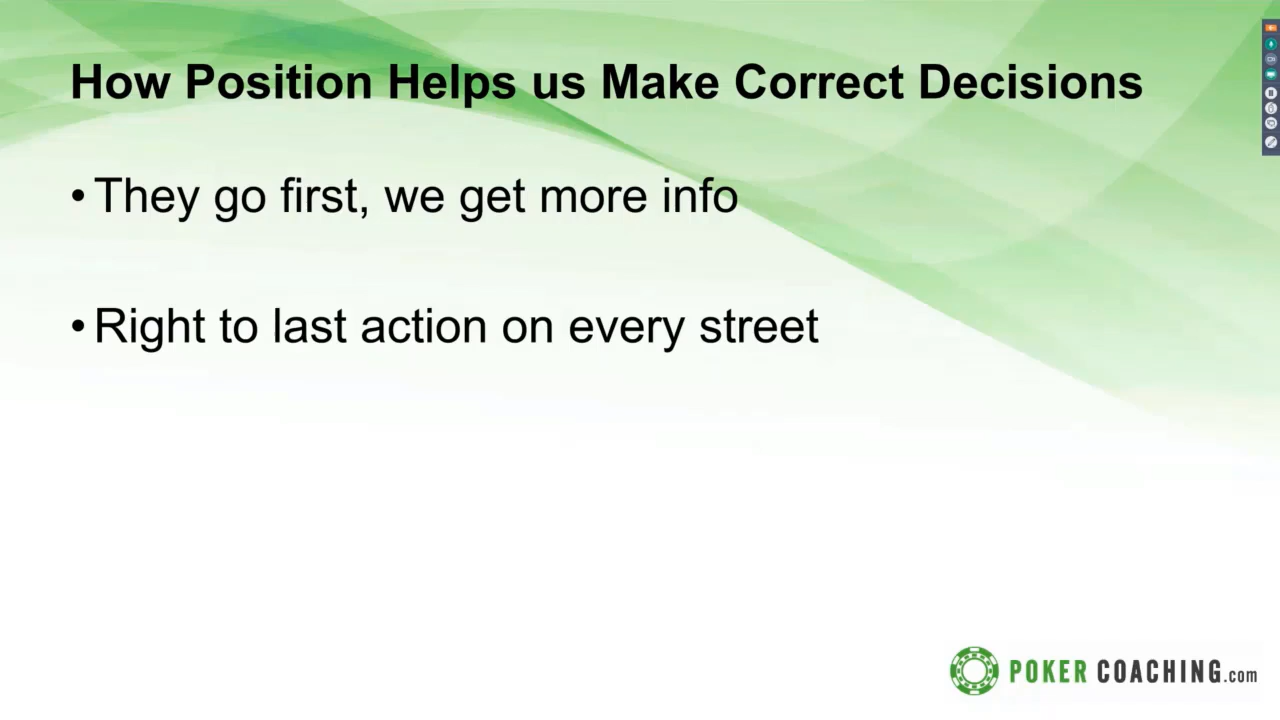 How Position Helps us Make Correct Decisions
• They go first, we get more info
• Right to last action on every street
POKER COACHING.com